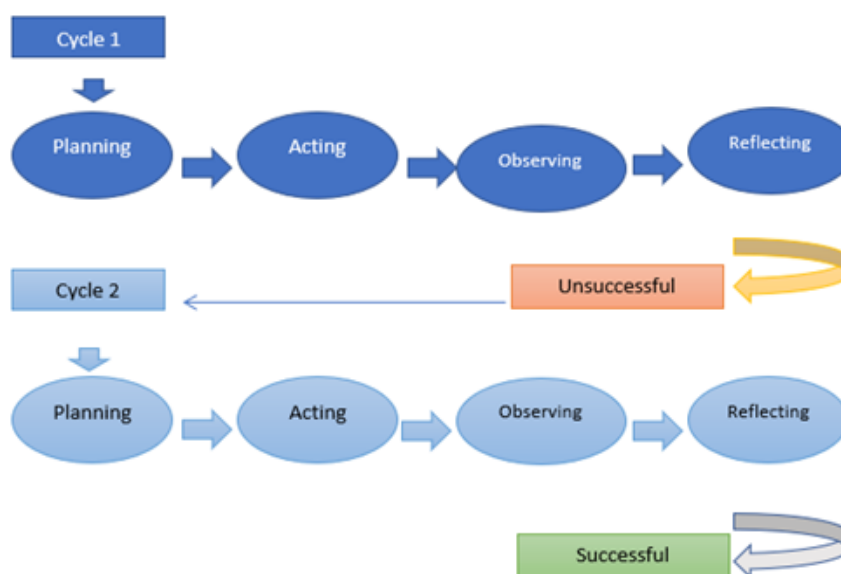 Cycle 1
Planning
Acting
Observing
Reflecting
Cycle 2
Unsuccessful
Planning
Acting
Observing
Reflecting
Successful